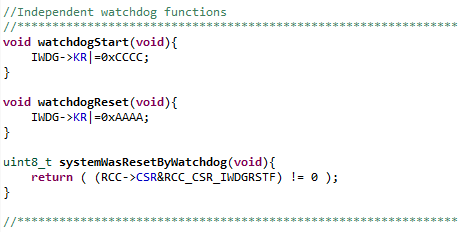 //Independent watchdog functions
//***************************************************************
void watchdogStart(void){
    IWDG->KR|=0xCCCC;
}
void watchdogReset(void){
    IWDG->KR|=0xAAAA;
}
uint8_t systemWasResetByWatchdog(void){
    return ( (RCC->CSR&RCC_CSR_IWDGRSTF) != 0 );
}
//***************************************************************